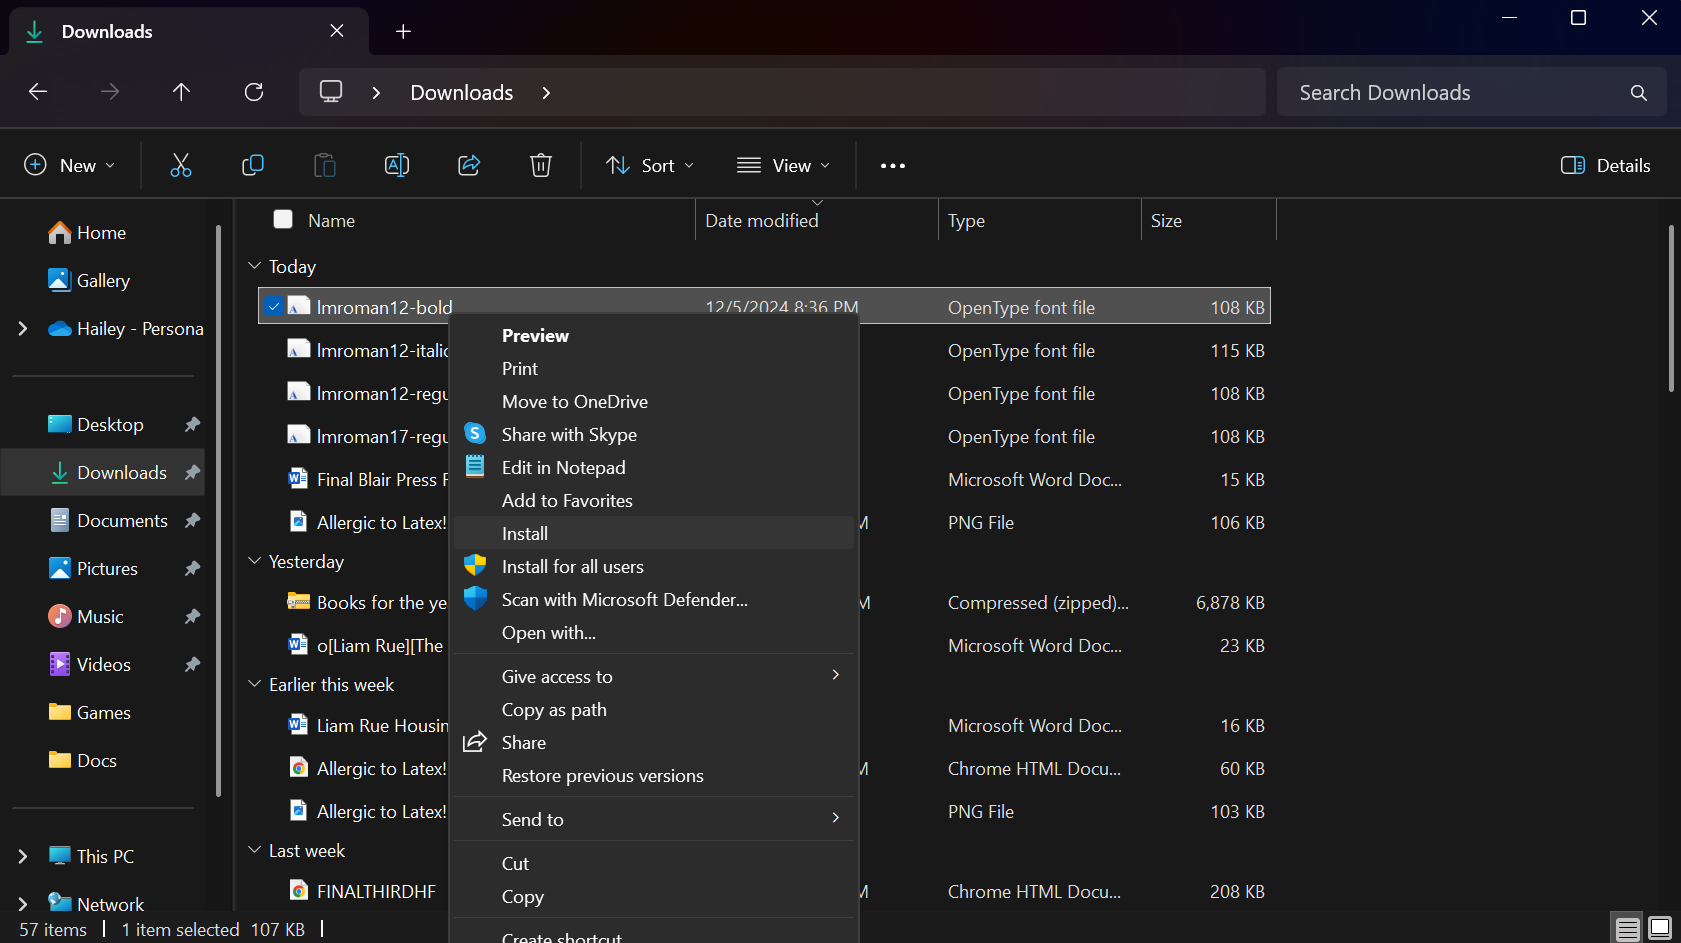 Downloads
Downloads
Search Downloads
New
Sort
View
Details
Name
Date modified
Type
Size
Home
Gallery
Hailey - Persona
Desktop
Downloads
Documents
Pictures
Music
Videos
Games
Docs
This PC
Network
Today
lmroman12-bold 12/5/2024 8:36 PM OpenType font file 108 KB
lmroman12-italic OpenType font file 115 KB
lmroman12-regu OpenType font file 108 KB
lmroman17-regu OpenType font file 108 KB
Final Blair Press Microsoft Word Doc... 15 KB
Allergic to Latex! M PNG File 106 KB
Yesterday
Books for the ye M Compressed (zipped)... 6,878 KB
o[Liam Rue][The Microsoft Word Doc... 23 KB
Earlier this week
Liam Rue Housin Microsoft Word Doc... 16 KB
Allergic to Latex! M Chrome HTML Docu... 60 KB
Allergic to Latex! PNG File 103 KB
Last week
FINALTHIRDHF M Chrome HTML Docu... 208 KB
Preview
Print
Move to OneDrive
Share with Skype
Edit in Notepad
Add to Favorites
Install
Install for all users
Scan with Microsoft Defender...
Open with...
Give access to
Copy as path
Share
Restore previous versions
Send to
Cut
Copy
Create shortcut
57 items 1 item selected 107 KB